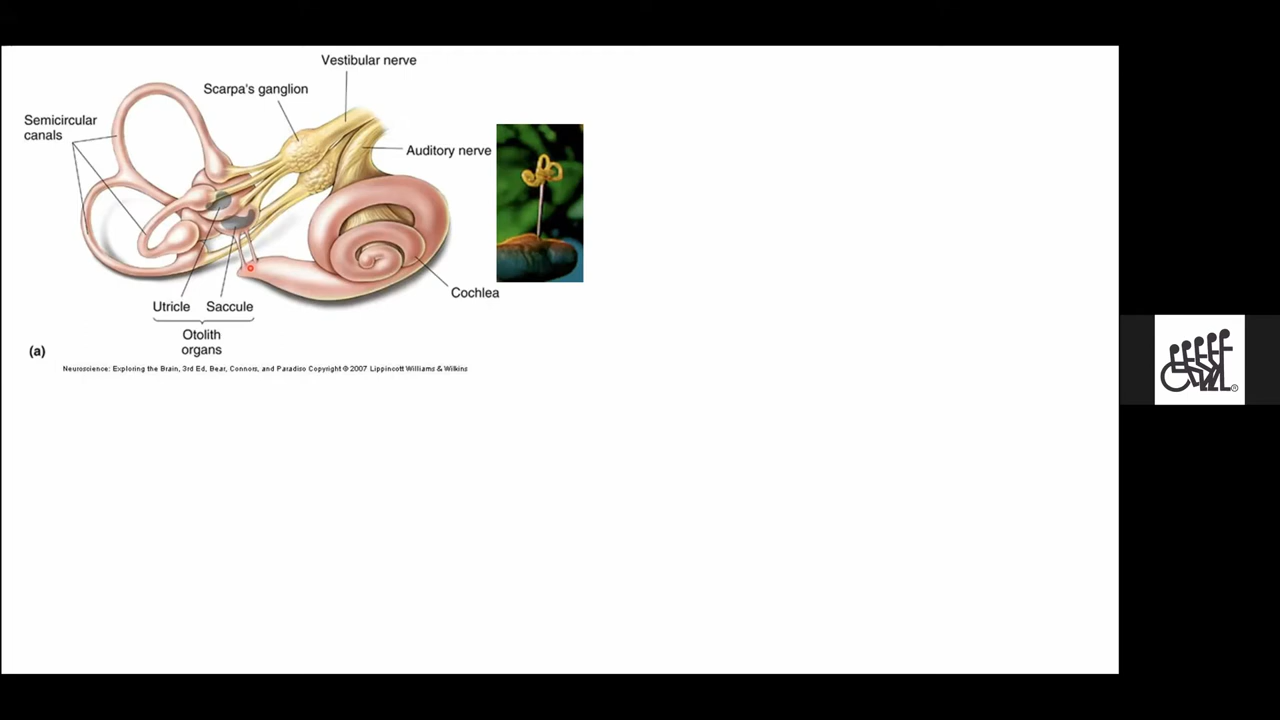 Vestibular nerve
Scarpa's ganglion
Semicircular
canals
Auditory nerve
Cochlea
Utricle
Saccule
Otolith
organs
(a)
Neuroscience: Exploring the Brain, 3rd Ed, Bear, Connors, and Paradiso Copyright © 2007 Lippincott Williams & Wilkins
®